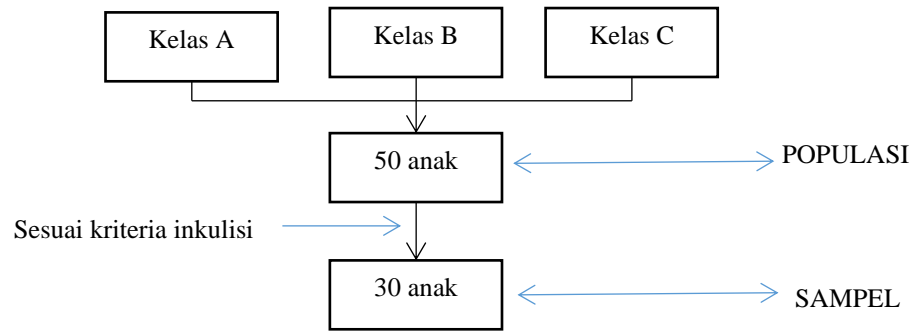 Kelas A
Kelas B
Kelas C
50 anak
POPULASI
Sesuai kriteria inkulisi
30 anak
SAMPEL